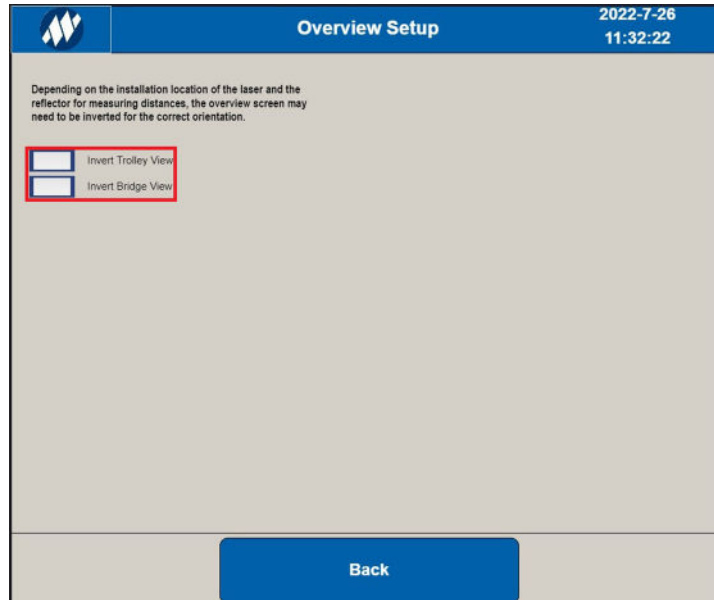 Overview Setup
2022-7-26
11:32:22
Depending on the installation location of the laser and the
reflector for measuring distances, the overview screen may
need to be inverted for the correct orientation.
Invert Trolley View
Invert Bridge View
Back